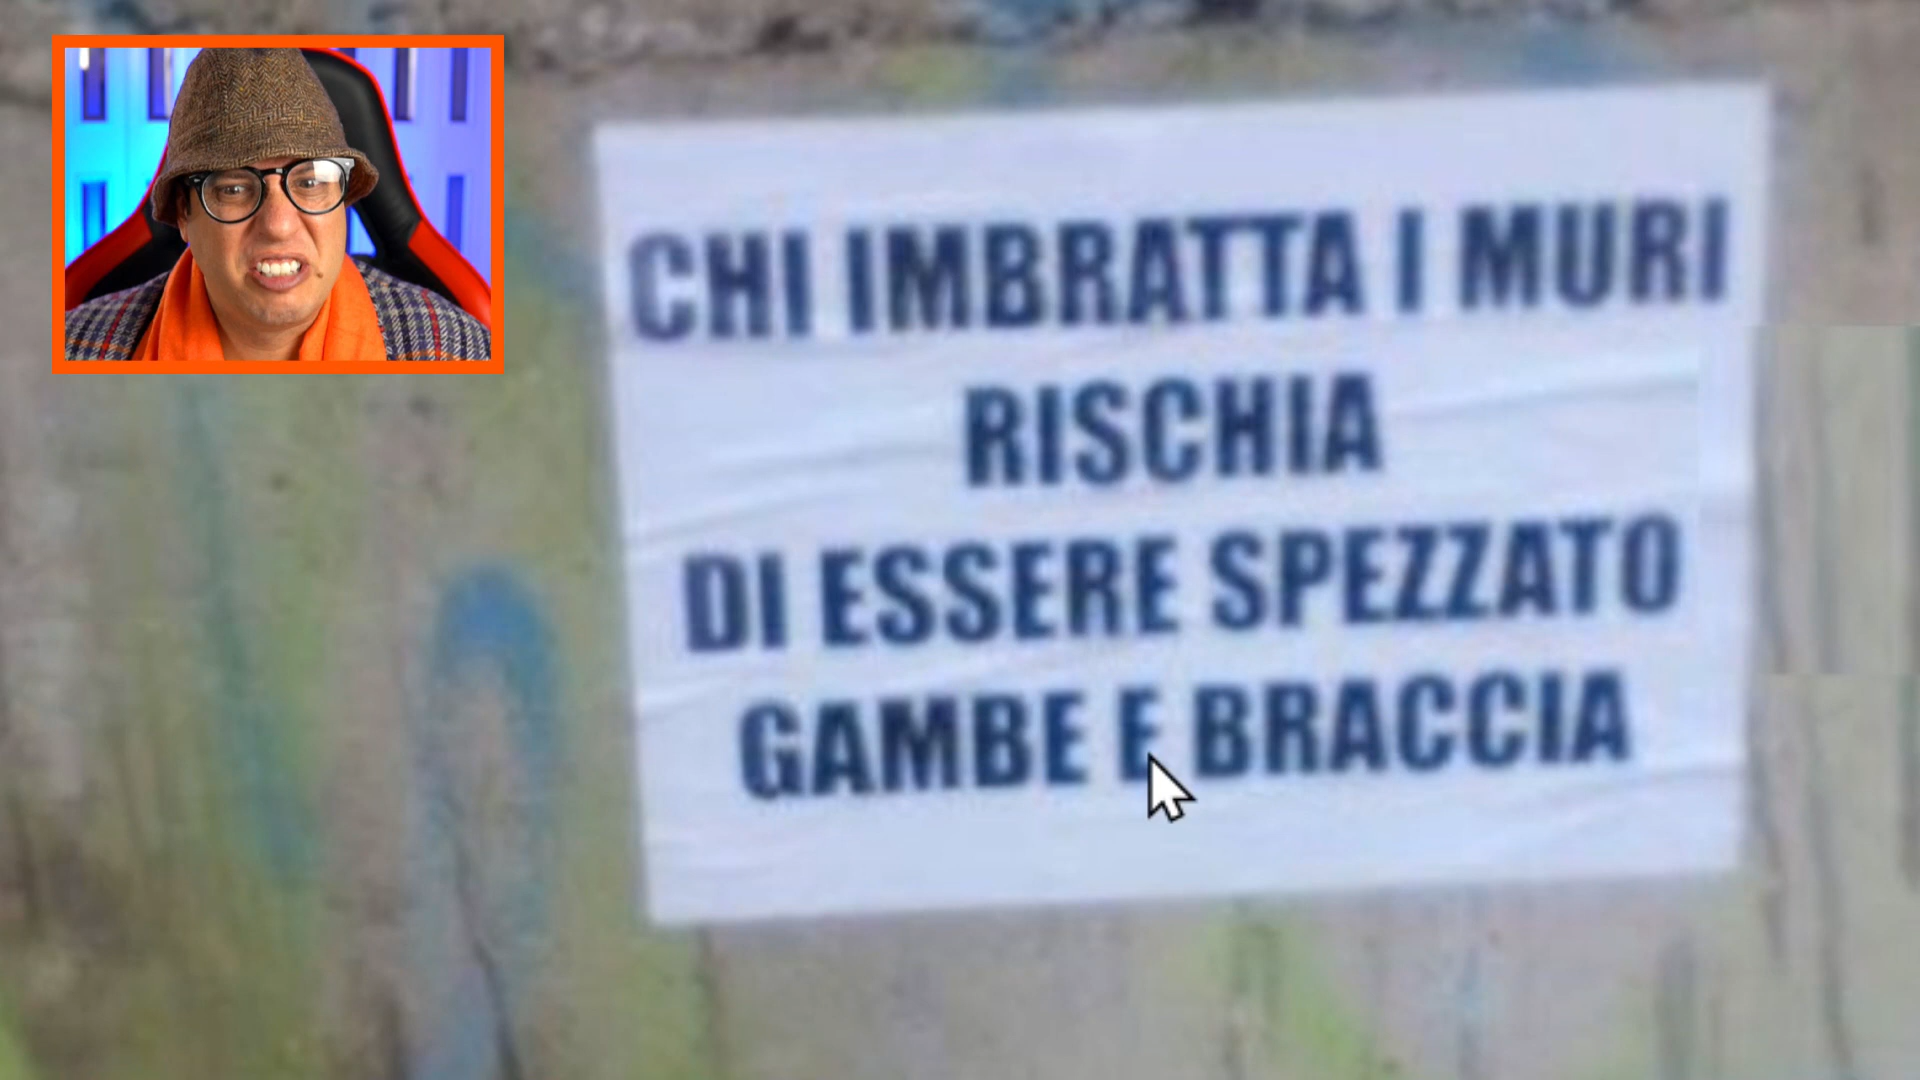 CHI IMBRATTA I MURI
RISCHIA
DI ESSERE SPEZZATO
GAMBE E BRACCIA